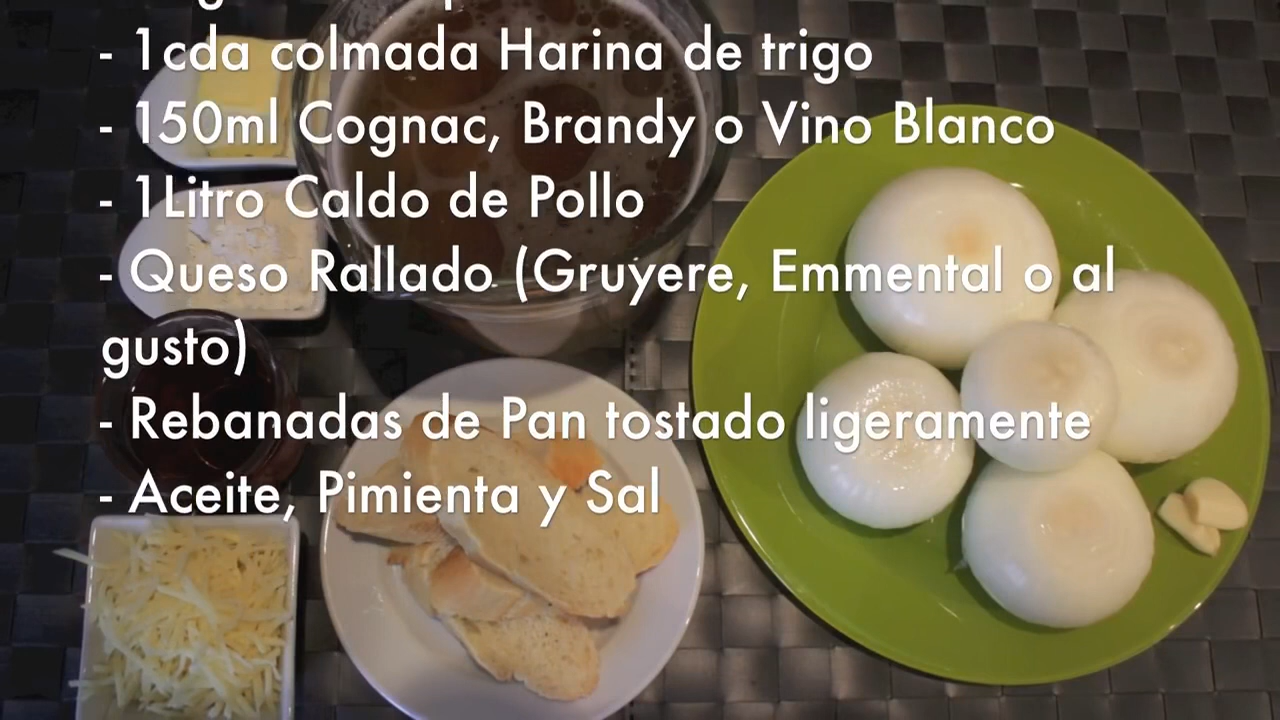 - 1cda colmada Harina de trigo
- 150ml Cognac, Brandy o Vino Blanco
- 1Litro Caldo de Pollo
- Queso Rallado (Gruyere, Emmental o al
gusto)
- Rebanadas de Pan tostado ligeramente
- Aceite, Pimienta y Sal